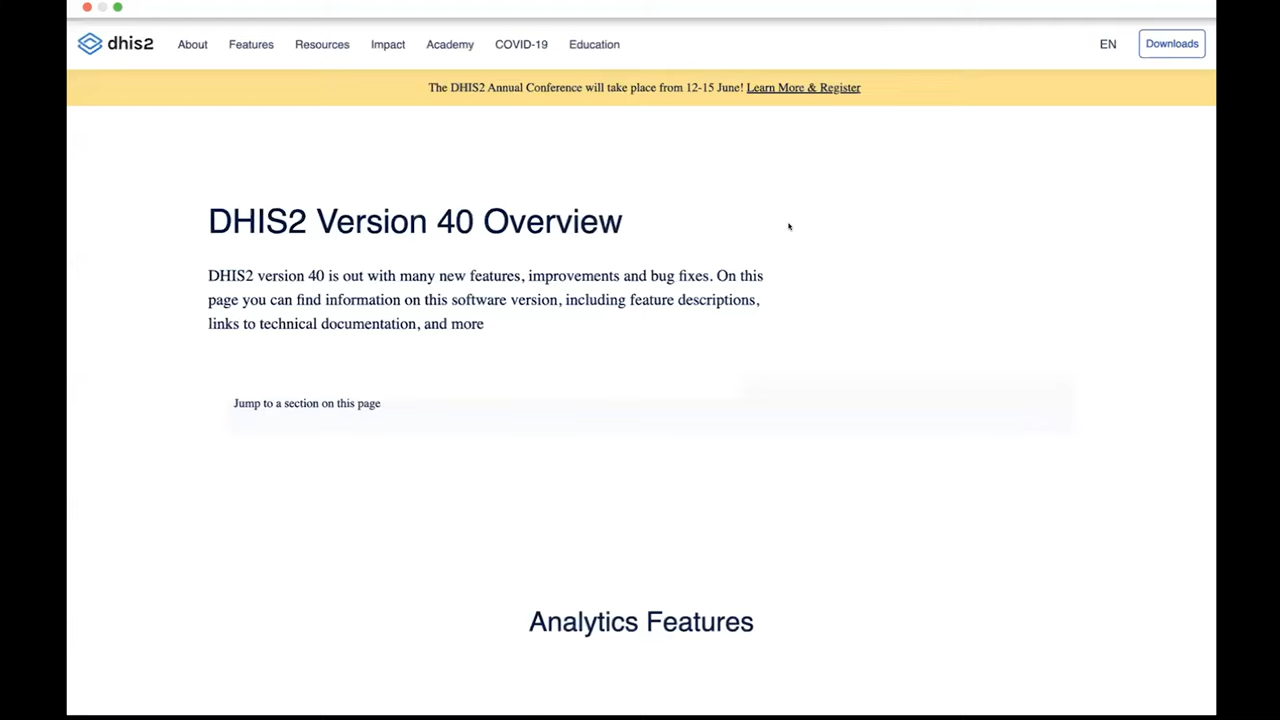 dhis2 About Features Resources Impact Academy COVID-19 Education EN Downloads
The DHIS2 Annual Conference will take place from 12-15 June! Learn More & Register
DHIS2 Version 40 Overview
DHIS2 version 40 is out with many new features, improvements and bug fixes. On this
page you can find information on this software version, including feature descriptions,
links to technical documentation, and more
Jump to a section on this page
Analytics Features